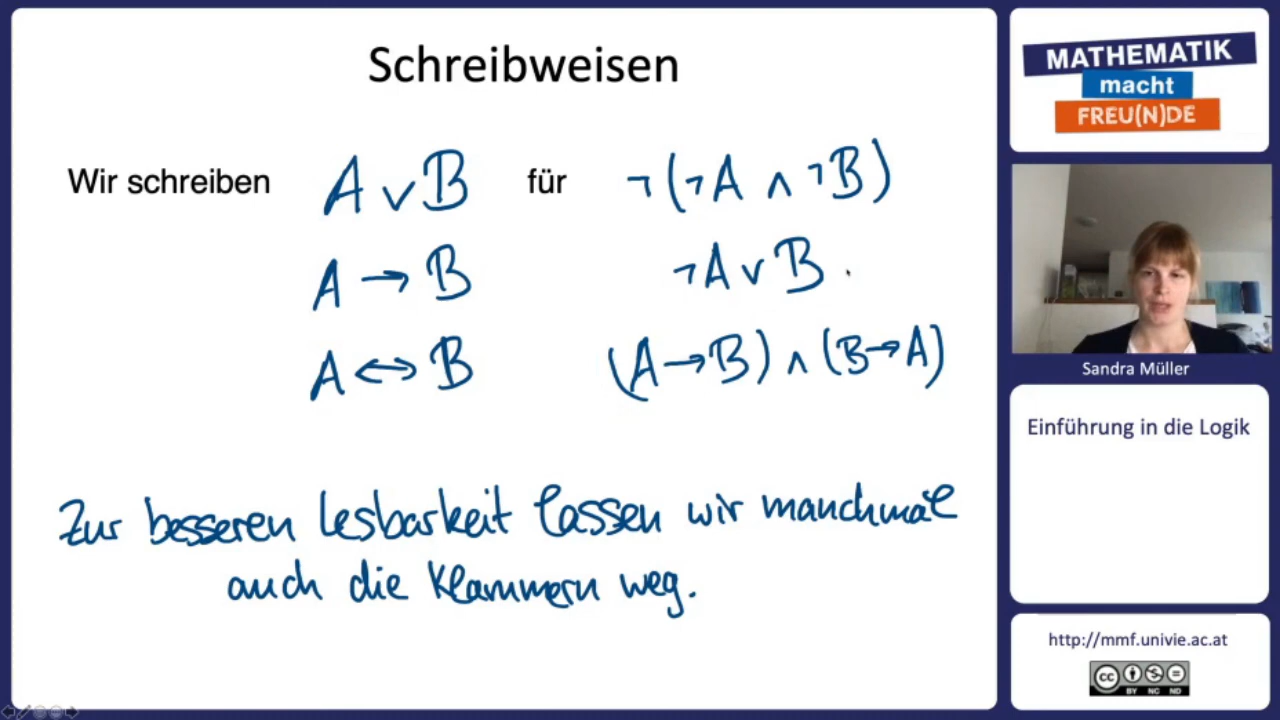 Schreibweisen
Wir schreiben A ∨ B für ¬(¬A ∧ ¬B)
A → B ¬A ∨ B
A ↔ B (A → B) ∧ (B → A)
Zur besseren Lesbarkeit lassen wir manchmal
auch die Klammern weg.
MATHEMATIK
macht
FREU(N)DE
Sandra Müller
Einführung in die Logik
http://mmf.univie.ac.at
cc
BY NC ND